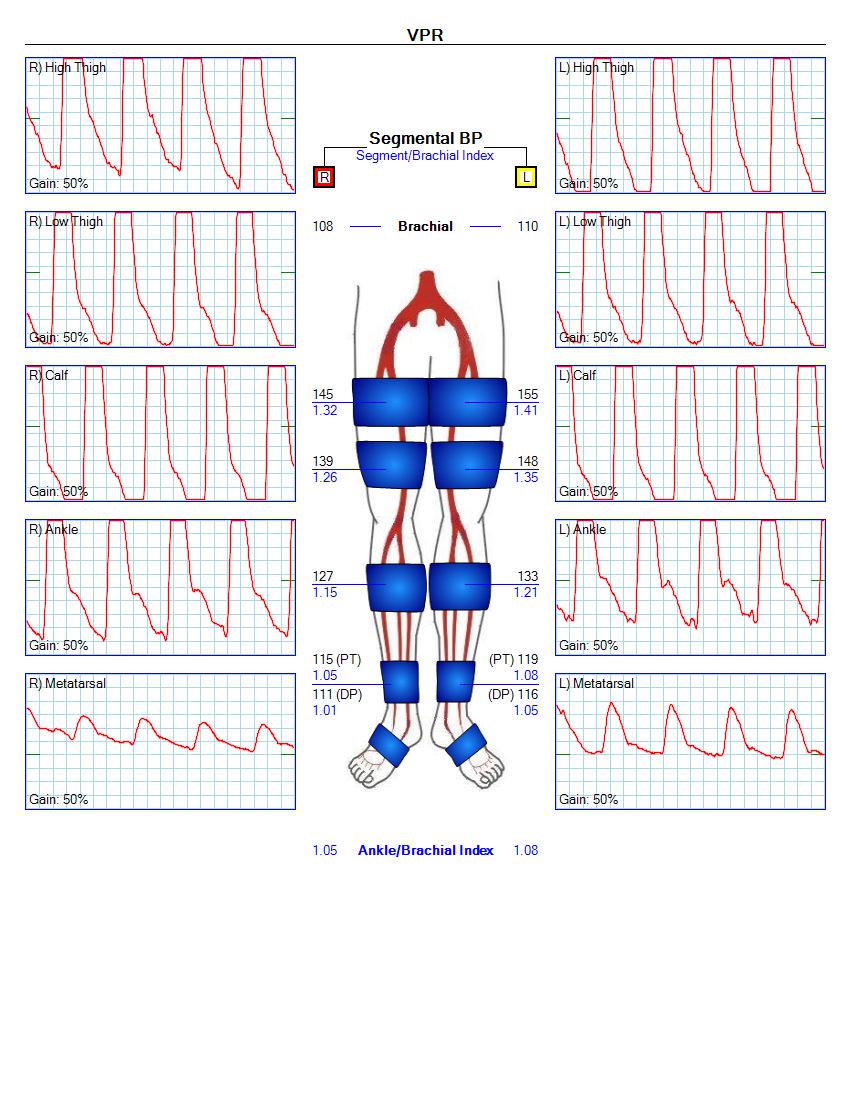 VPR
R) High Thigh
Gain: 50%
R) Low Thigh
Gain: 50%
R) Calf
Gain: 50%
R) Ankle
Gain: 50%
R) Metatarsal
Gain: 50%
Segmental BP
Segment/Brachial Index
R L
108 Brachial 110
145 155
1.32 1.41
139 148
1.26 1.35
127 133
1.15 1.21
115 (PT) (PT) 119
1.05 1.08
111 (DP) (DP) 116
1.01 1.05
1.05 Ankle/Brachial Index 1.08
L) High Thigh
Gain: 50%
L) Low Thigh
Gain: 50%
L) Calf
Gain: 50%
L) Ankle
Gain: 50%
L) Metatarsal
Gain: 50%